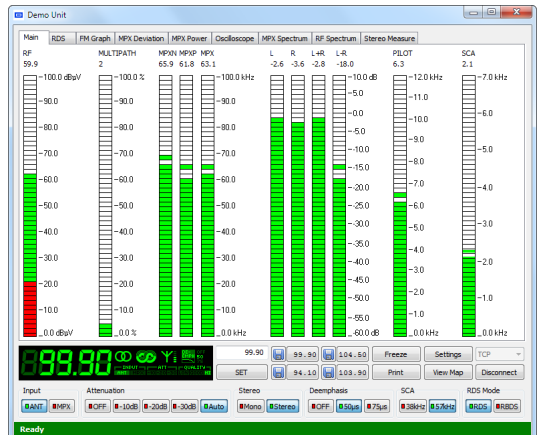 Demo Unit
Main RDS FM Graph MPX Deviation MPX Power Oscilloscope MPX Spectrum RF Spectrum Stereo Measure
RF MULTIPATH MPXN MPXP MPX L R L+R L-R PILOT SCA
59.9 2 65.9 61.8 63.1 -2.6 -3.6 -2.8 -18.0 6.3 2.1
100.0 dBµV 100.0 % 100.0 kHz 10.0 dB 12.0 kHz 7.0 kHz
-5.0
90.0 90.0 90.0 11.0
-0.0 6.0
80.0 80.0 80.0 -5.0 10.0
9.0
70.0 70.0 70.0 -10.0 5.0
-15.0 8.0
60.0 60.0 60.0 -20.0 7.0 4.0
50.0 50.0 50.0 -25.0 6.0
-30.0 5.0 3.0
40.0 40.0 40.0 -35.0 4.0
30.0 30.0 30.0 -40.0 2.0
20.0 20.0 20.0 -45.0 3.0
-50.0 2.0 1.0
10.0 10.0 10.0 -55.0 1.0
0.0 dBµV 0.0 % 0.0 kHz -60.0 dB 0.0 kHz 0.0 kHz
99.90 99.90 99.90 104.50 Freeze Settings TCP
INPUT ATT QUALITY HI
SET 94.10 103.90 Print View Map Disconnect
Input Attenuation Stereo Deemphasis SCA RDS Mode
ANT MPX OFF -10dB -20dB -30dB Auto Mono Stereo OFF 50µs 75µs 38kHz 57kHz RDS RBDS
Ready